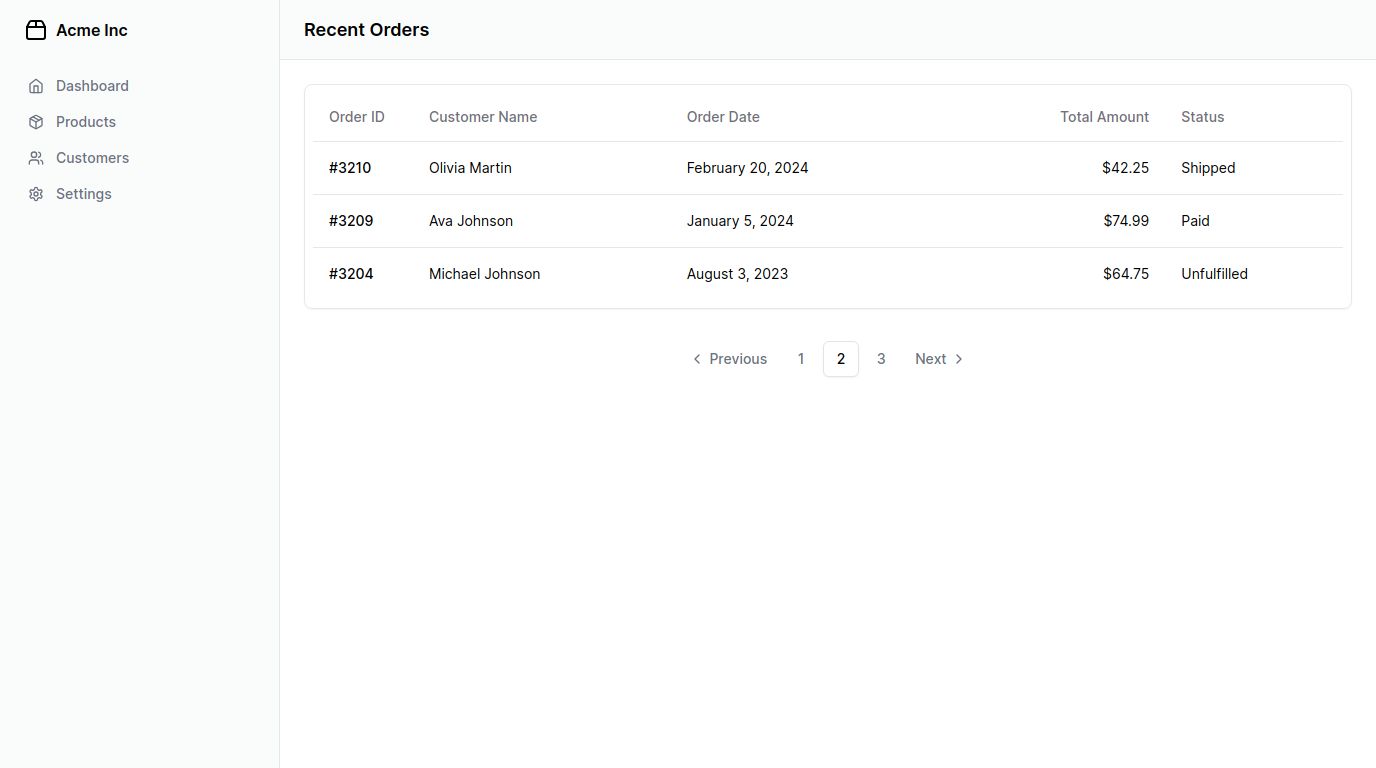 Acme Inc
Dashboard
Products
Customers
Settings
Recent Orders
Order ID Customer Name Order Date Total Amount Status
#3210 Olivia Martin February 20, 2024 $42.25 Shipped
#3209 Ava Johnson January 5, 2024 $74.99 Paid
#3204 Michael Johnson August 3, 2023 $64.75 Unfulfilled
Previous 1 2 3 Next